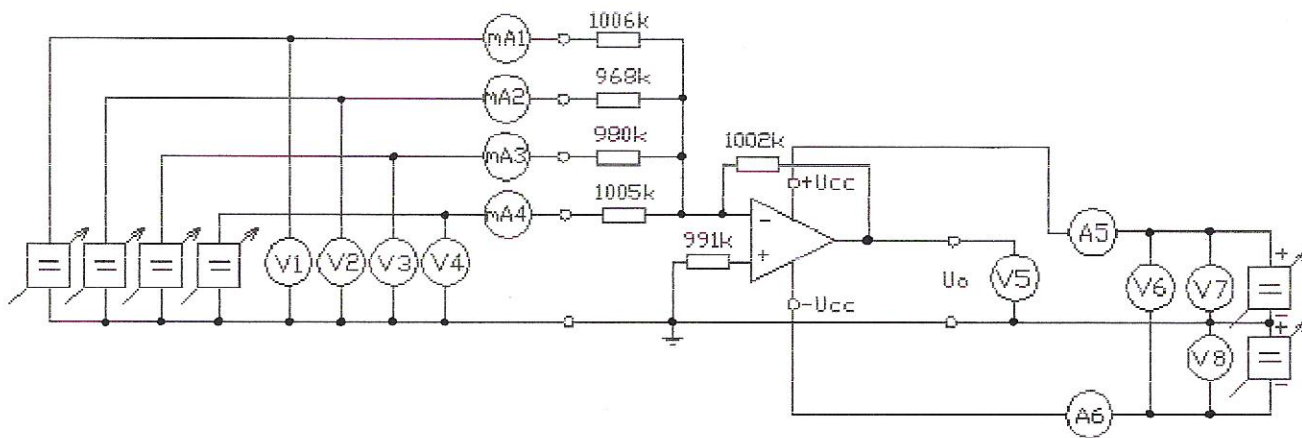 1006k
mA1
968k
mA2
980k
mA3
1002k
+Ucc
1005k
mA4
A5
991k
V1 V2 V3 V4
Uo
V5
V6 V7
-Ucc
V8
A6